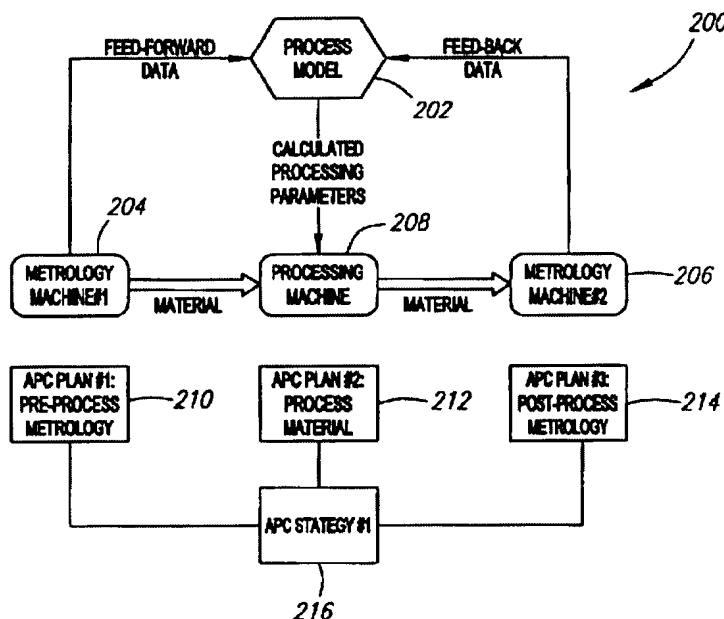 200
FEED-FORWARD
DATA
PROCESS
MODEL
FEED-BACK
DATA
202
CALCULATED
PROCESSING
PARAMETERS
204
208
METROLOGY
MACHINE#1
MATERIAL
PROCESSING
MACHINE
MATERIAL
METROLOGY
MACHINE#2
206
APC PLAN #1:
PRE-PROCESS
METROLOGY
210
APC PLAN #2:
PROCESS
MATERIAL
212
APC PLAN #3:
POST-PROCESS
METROLOGY
214
APC STATEGY #1
216